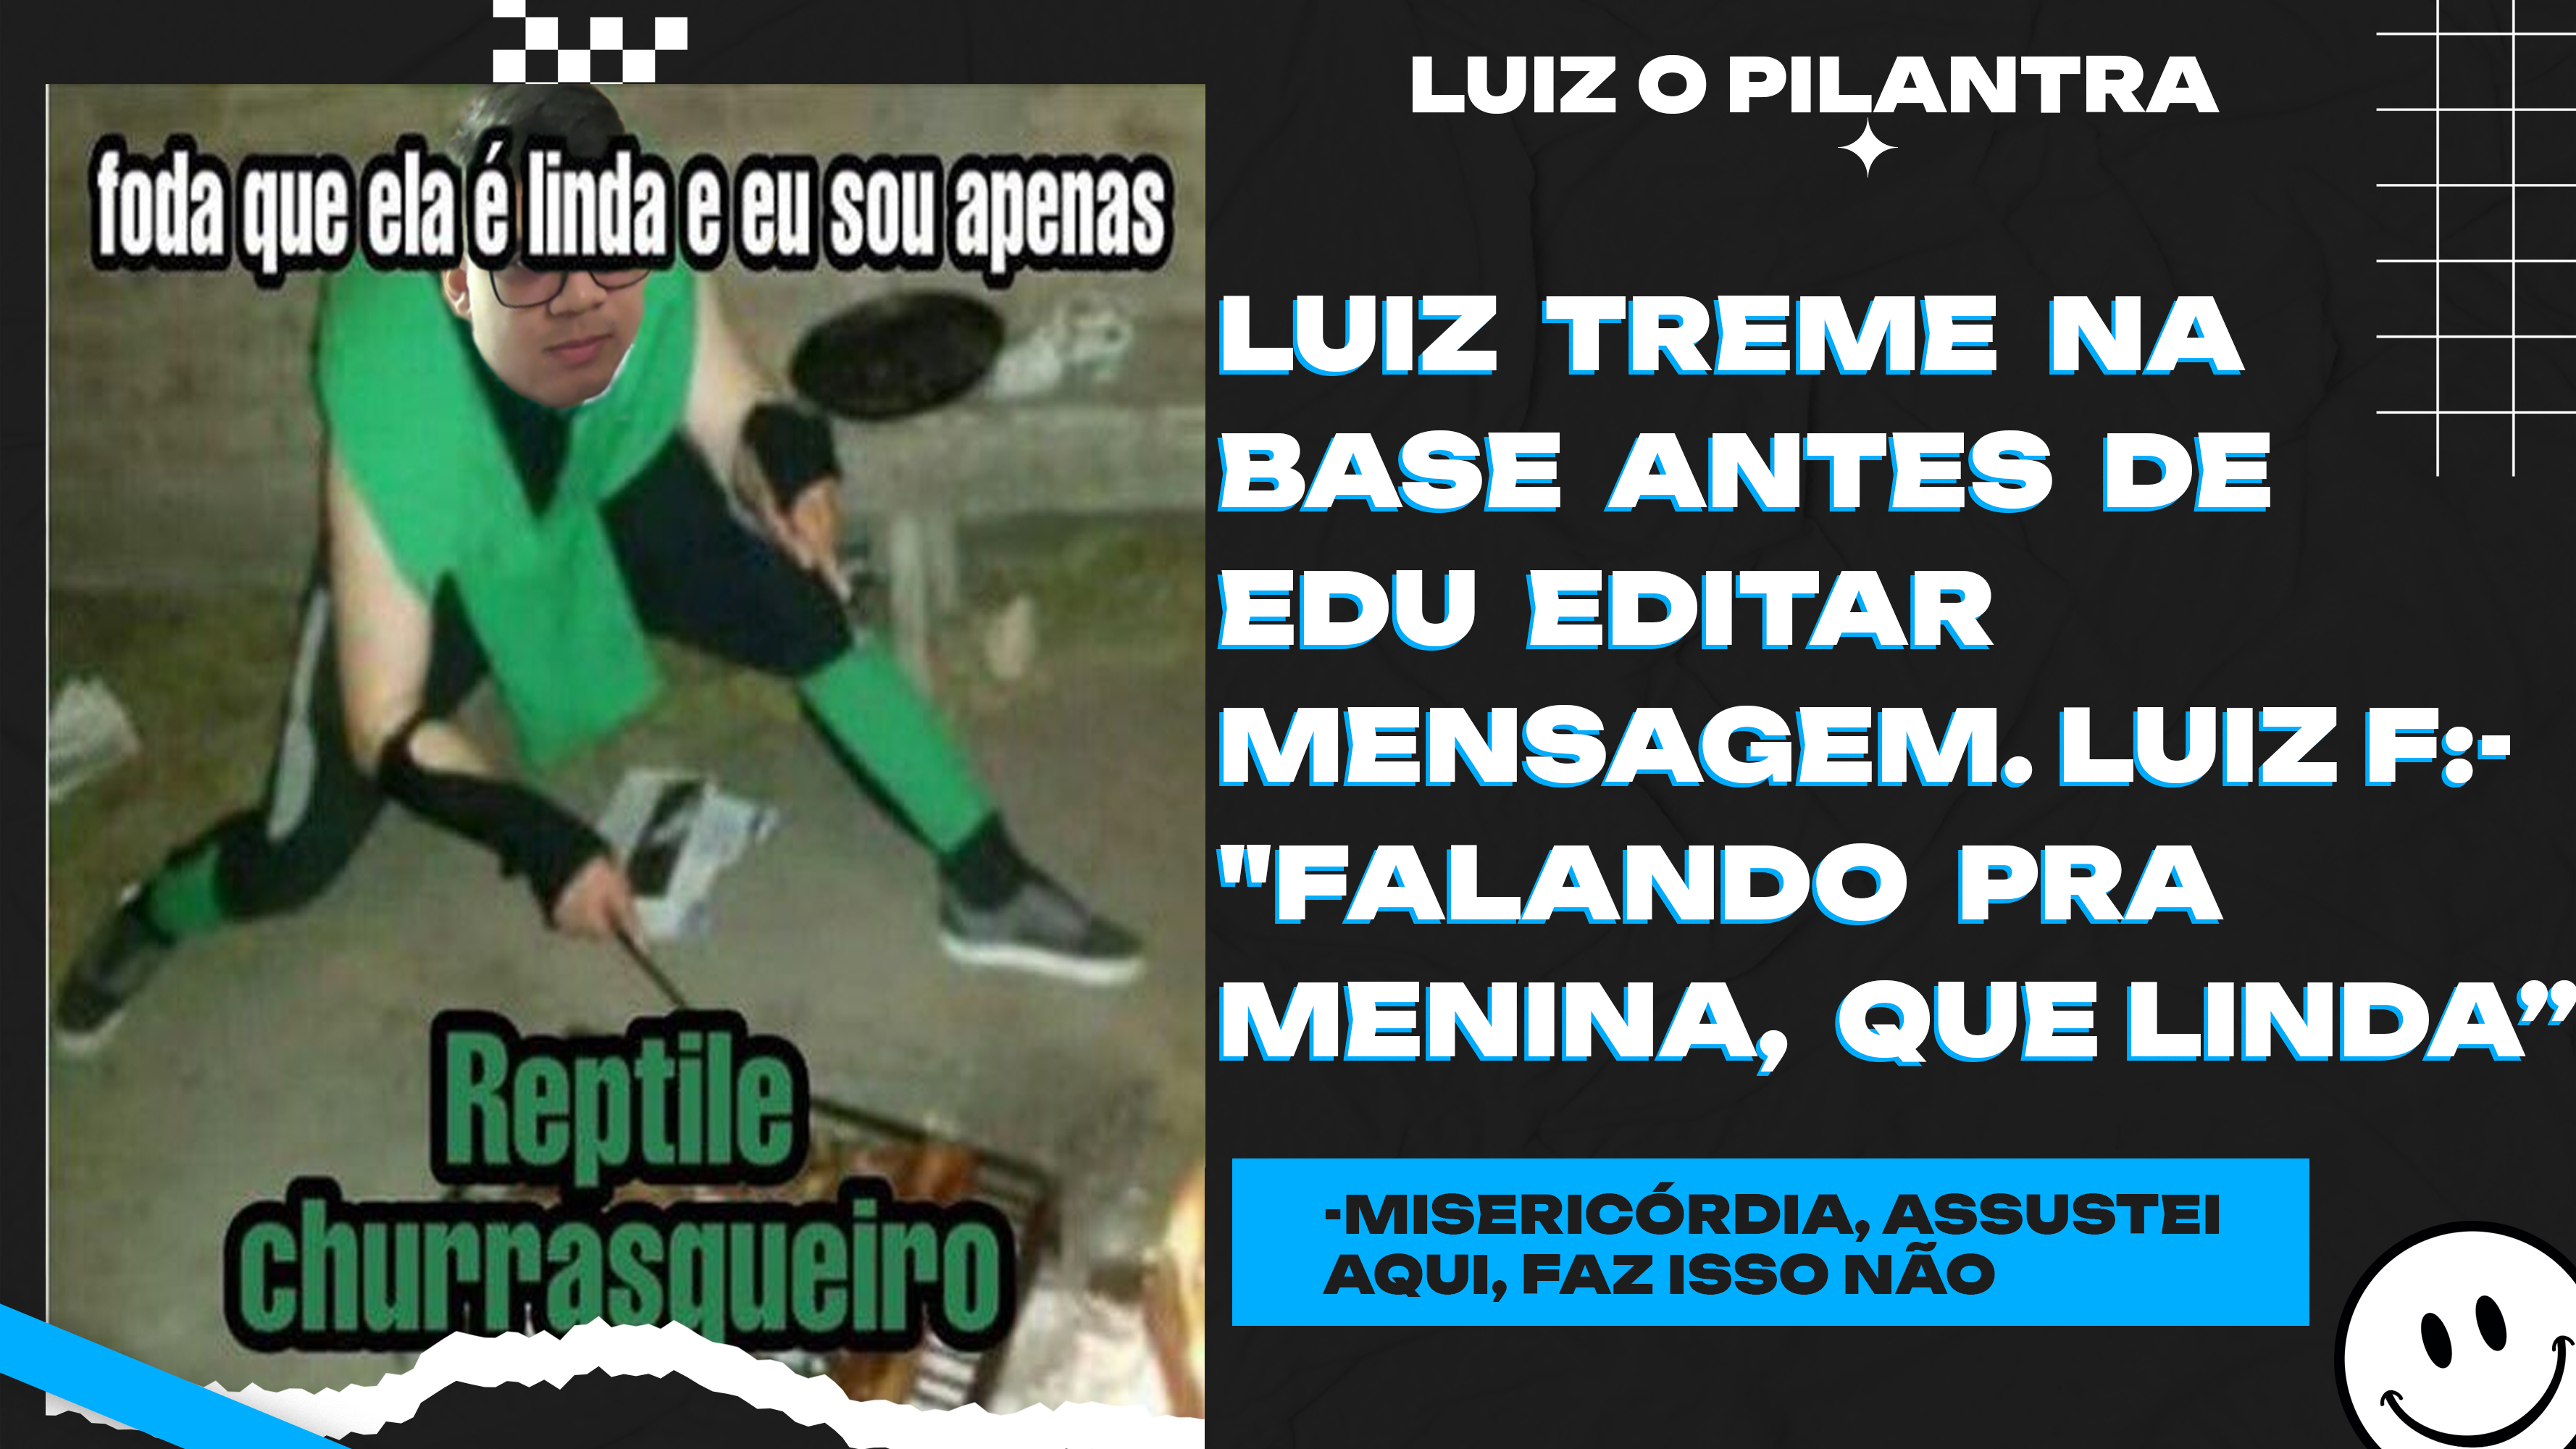 foda que ela é linda e eu sou apenas
Reptile
churrasqueiro
LUIZ O PILANTRA
LUIZ TREME NA
BASE ANTES DE
EDU EDITAR
MENSAGEM. LUIZ F:-
"FALANDO PRA
MENINA, QUE LINDA”
-MISERICÓRDIA, ASSUSTEI
AQUI, FAZ ISSO NÃO